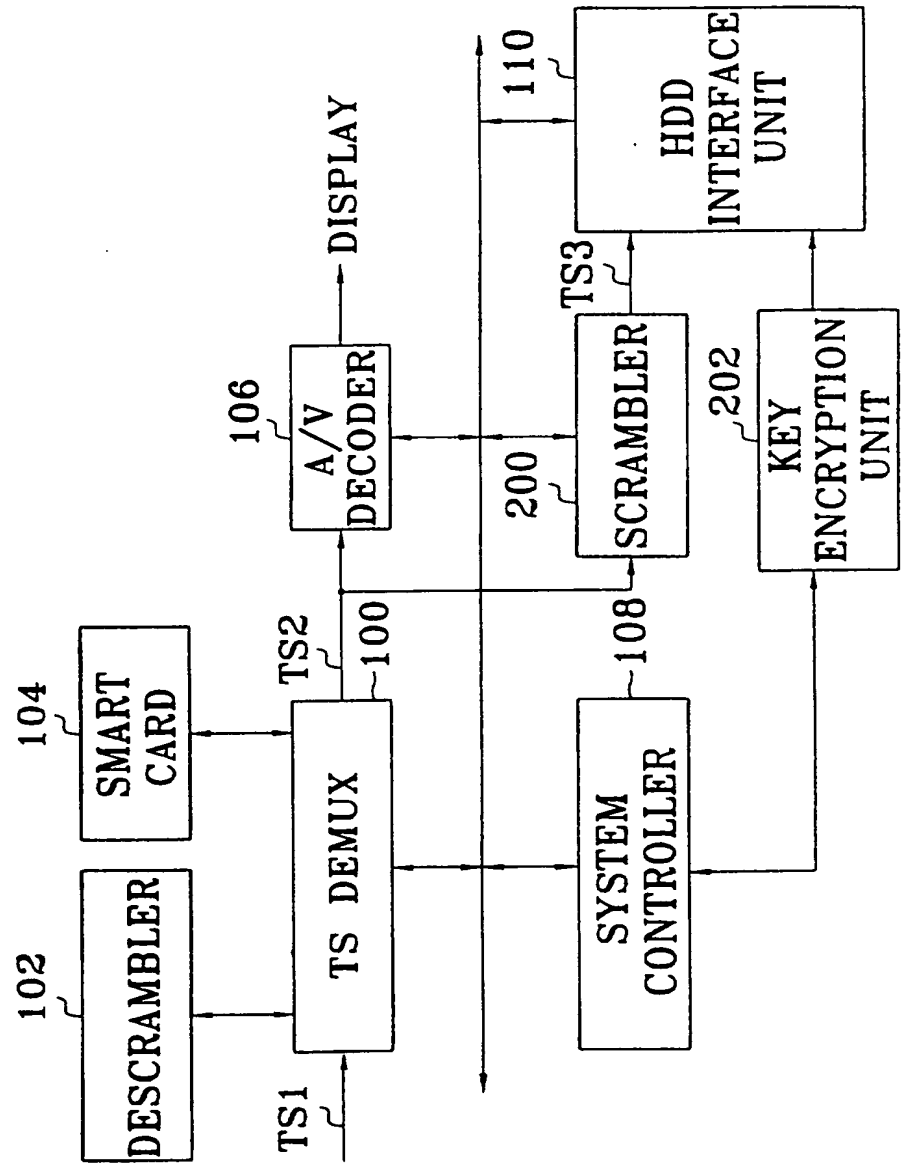 102
DESCRAMBLER
104
SMART
CARD
TS1
TS DEMUX
TS2
100
106
A/V
DECODER
DISPLAY
108
SYSTEM
CONTROLLER
200
SCRAMBLER
TS3
110
HDD
INTERFACE
UNIT
202
KEY
ENCRYPTION
UNIT